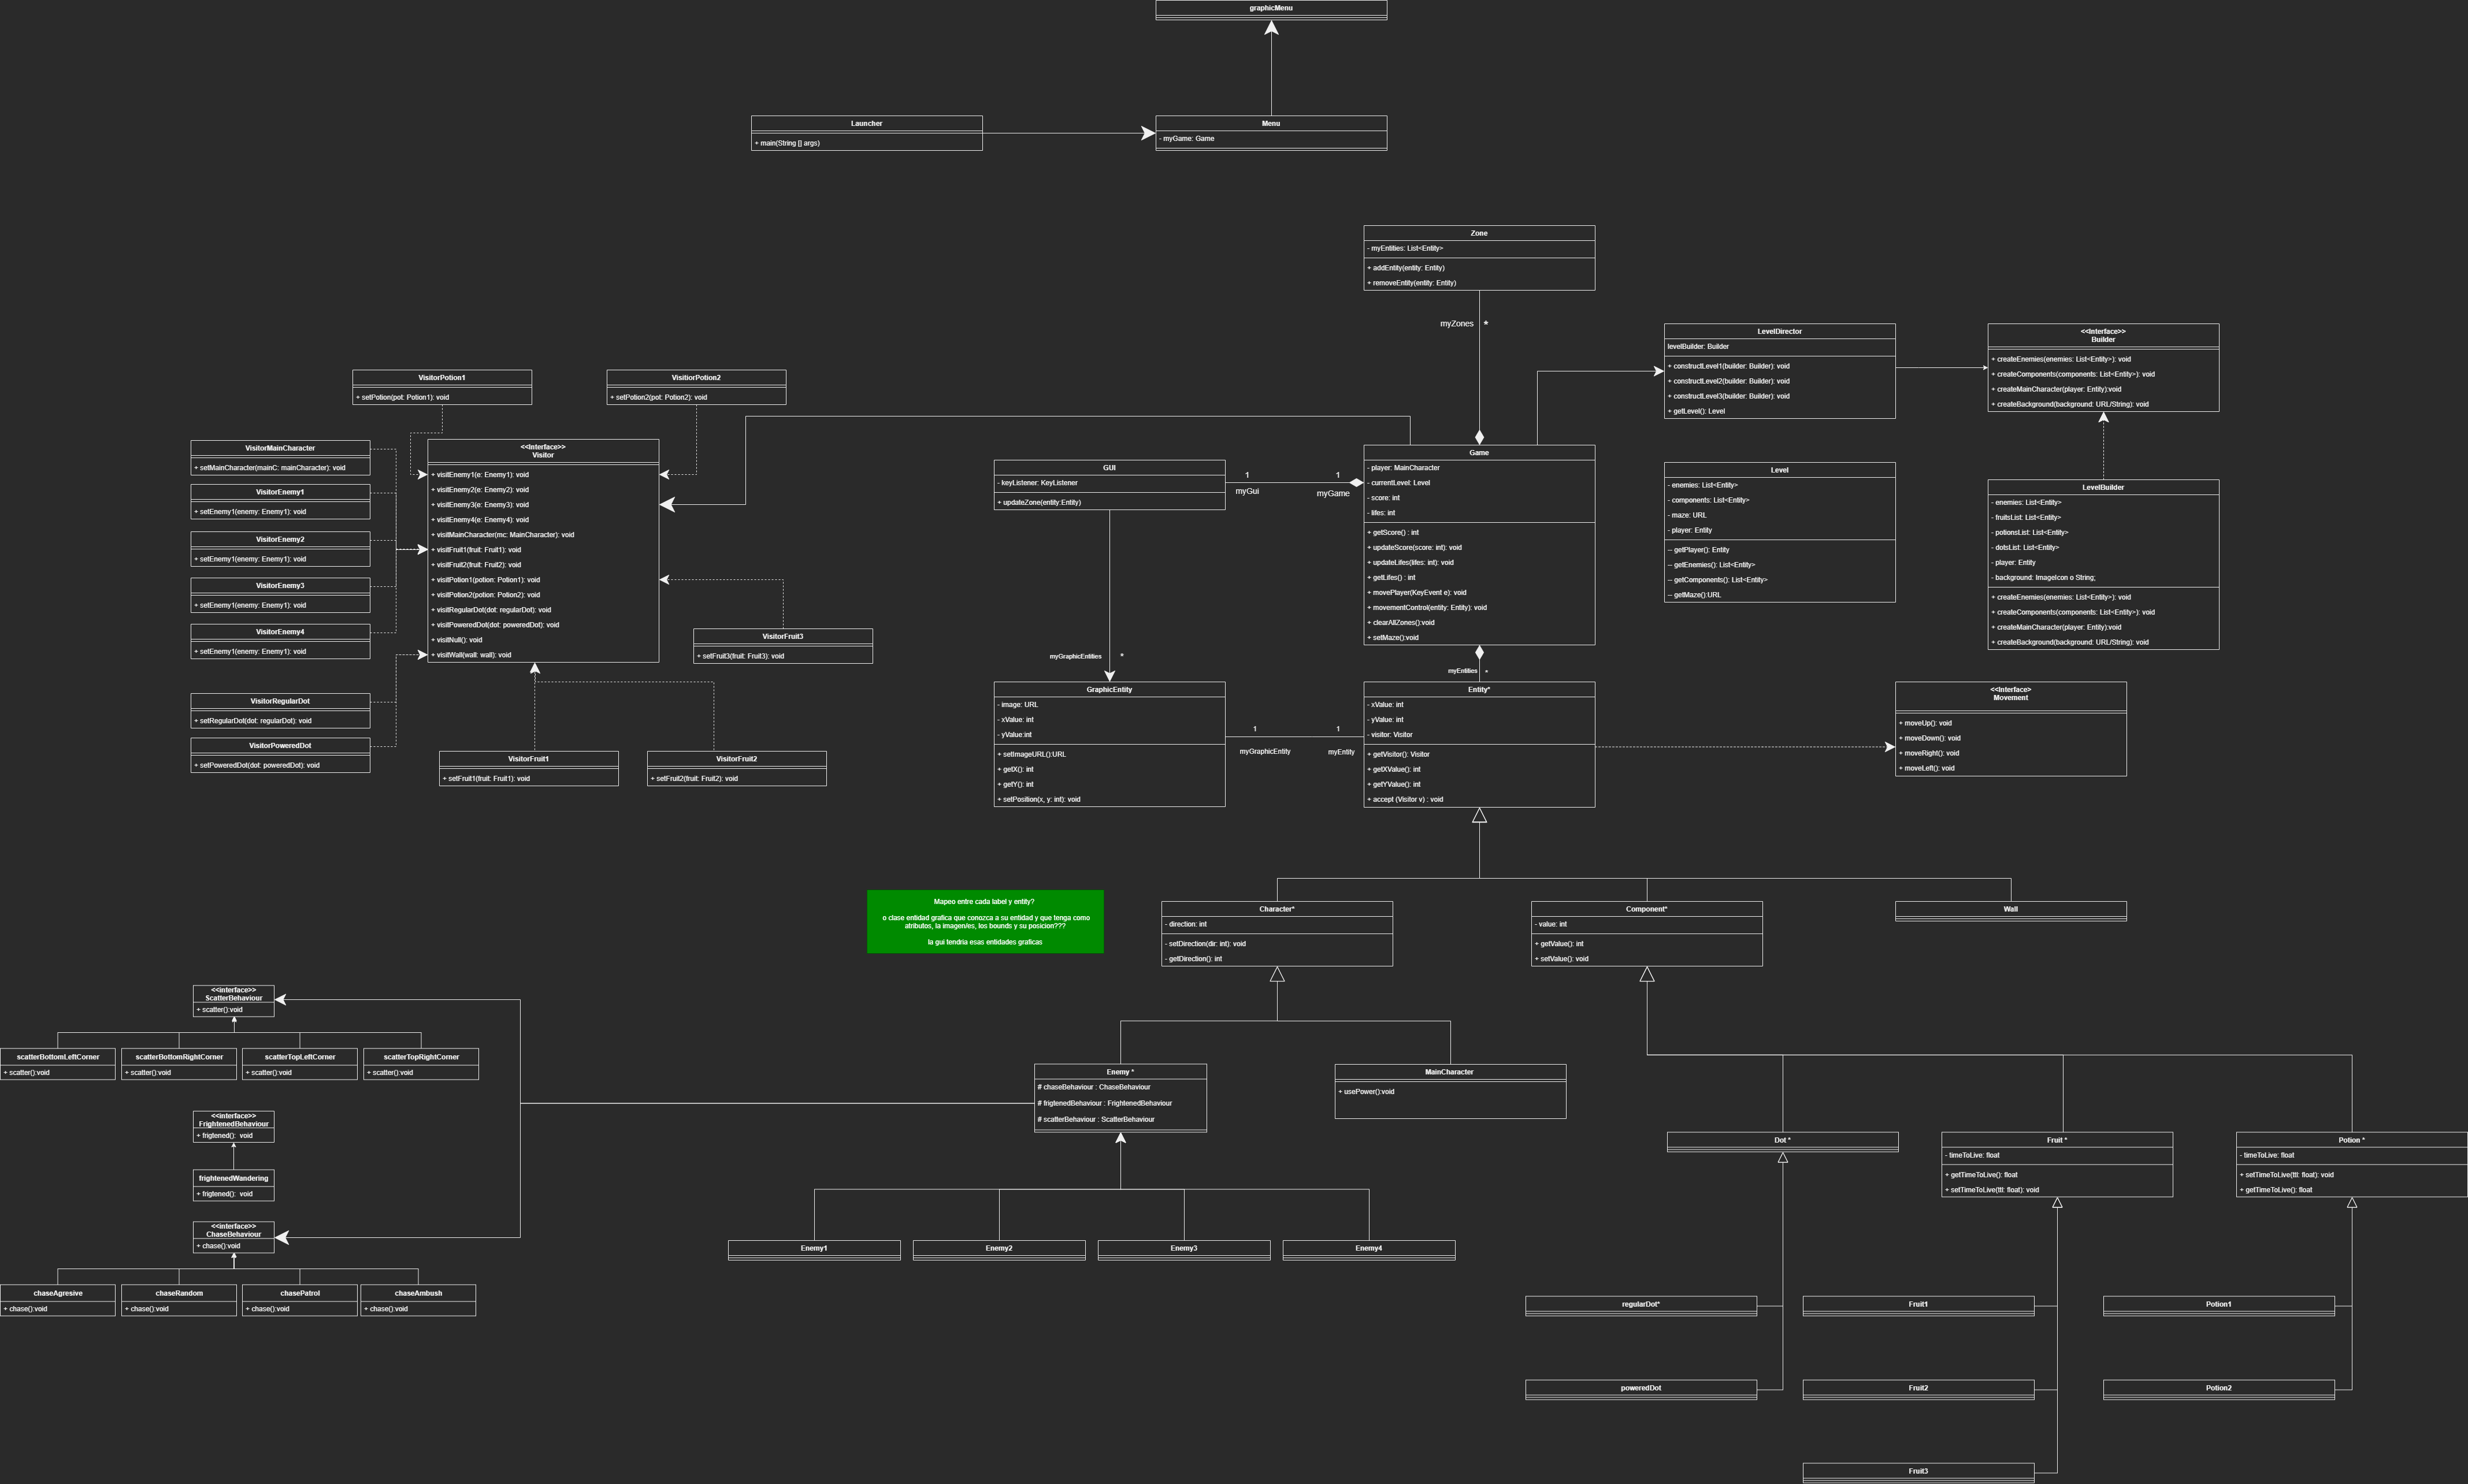 graphicMenu
Launcher
+ main(String [] args)
Menu
- myGame: Game
Zone
- myEntities: List<Entity>
+ addEntity(entity: Entity)
+ removeEntity(entity: Entity)
myZones *
LevelDirector
levelBuilder: Builder
+ constructLevel1(builder: Builder): void
+ constructLevel2(builder: Builder): void
+ constructLevel3(builder: Builder): void
+ getLevel(): Level
<<Interface>>
Builder
+ createEnemies(enemies: List<Entity>): void
+ createComponents(components: List<Entity>): void
+ createMainCharacter(player: Entity):void
+ createBackground(background: URL/String): void
VisitorPotion1
+ setPotion(pot: Potion1): void
VisitiorPotion2
+ setPotion2(pot: Potion2): void
VisitorMainCharacter
+ setMainCharacter(mainC: mainCharacter): void
VisitorEnemy1
+ setEnemy1(enemy: Enemy1): void
VisitorEnemy2
+ setEnemy1(enemy: Enemy1): void
VisitorEnemy3
+ setEnemy1(enemy: Enemy1): void
VisitorEnemy4
+ setEnemy1(enemy: Enemy1): void
VisitorRegularDot
+ setRegularDot(dot: regularDot): void
VisitorPoweredDot
+ setPoweredDot(dot: poweredDot): void
<<Interface>>
Visitor
+ visitEnemy1(e: Enemy1): void
+ visitEnemy2(e: Enemy2): void
+ visitEnemy3(e: Enemy3): void
+ visitEnemy4(e: Enemy4): void
+ visitMainCharacter(mc: MainCharacter): void
+ visitFruit1(fruit: Fruit1): void
+ visitFruit2(fruit: Fruit2): void
+ visitPotion1(potion: Potion1): void
+ visitPotion2(potion: Potion2): void
+ visitRegularDot(dot: regularDot): void
+ visitPoweredDot(dot: poweredDot): void
+ visitNull(): void
+ visitWall(wall: wall): void
VisitorFruit3
+ setFruit3(fruit: Fruit3): void
VisitorFruit1
+ setFruit1(fruit: Fruit1): void
VisitorFruit2
+ setFruit2(fruit: Fruit2): void
GUI
- keyListener: KeyListener
+ updateZone(entity:Entity)
1
myGui
1
myGame
Game
- player: MainCharacter
- currentLevel: Level
- score: int
- lifes: int
+ getScore() : int
+ updateScore(score: int): void
+ updateLifes(lifes: int): void
+ getLifes() : int
+ movePlayer(KeyEvent e): void
+ movementControl(entity: Entity): void
+ clearAllZones():void
+ setMaze():void
Level
- enemies: List<Entity>
- components: List<Entity>
- maze: URL
- player: Entity
-- getPlayer(): Entity
-- getEnemies(): List<Entity>
-- getComponents(): List<Entity>
-- getMaze():URL
LevelBuilder
- enemies: List<Entity>
- fruitsList: List<Entity>
- potionsList: List<Entity>
- dotsList: List<Entity>
- player: Entity
- background: ImageIcon o String;
+ createEnemies(enemies: List<Entity>): void
+ createComponents(components: List<Entity>): void
+ createMainCharacter(player: Entity):void
+ createBackground(background: URL/String): void
myGraphicEntities *
myEntities *
GraphicEntity
- image: URL
- xValue: int
- yValue:int
+ setImageURL():URL
+ getX(): int
+ getY(): int
+ setPosition(x, y: int): void
1
myGraphicEntity
1
myEntity
Entity*
- xValue: int
- yValue: int
- visitor: Visitor
+ getVisitor(): Visitor
+ getXValue(): int
+ getYValue(): int
+ accept (Visitor v) : void
<<Interface>
Movement
+ moveUp(): void
+ moveDown(): void
+ moveRight(): void
+ moveLeft(): void
Mapeo entre cada label y entity?
o clase entidad grafica que conozca a su entidad y que tenga como
atributos, la imagen/es, los bounds y su posicion???
la gui tendria esas entidades graficas
Character*
- direction: int
- setDirection(dir: int): void
- getDirection(): int
Component*
- value: int
+ getValue(): int
+ setValue(): void
Wall
<<interface>>
ScatterBehaviour
+ scatter():void
scatterBottomLeftCorner
+ scatter():void
scatterBottomRightCorner
+ scatter():void
scatterTopLeftCorner
+ scatter():void
scatterTopRightCorner
+ scatter():void
<<interface>>
FrightenedBehaviour
+ frigtened(): void
frightenedWandering
+ frigtened(): void
<<interface>>
ChaseBehaviour
+ chase():void
chaseAgresive
+ chase():void
chaseRandom
+ chase():void
chasePatrol
+ chase():void
chaseAmbush
+ chase():void
Enemy *
# chaseBehaviour : ChaseBehaviour
# frigtenedBehaviour : FrightenedBehaviour
# scatterBehaviour : ScatterBehaviour
MainCharacter
+ usePower():void
Enemy1
Enemy2
Enemy3
Enemy4
Dot *
Fruit *
- timeToLive: float
+ getTimeToLive(): float
+ setTimeToLive(ttl: float): void
Potion *
- timeToLive: float
+ setTimeToLive(ttl: float): void
+ getTimeToLive(): float
regularDot*
Fruit1
Potion1
poweredDot
Fruit2
Potion2
Fruit3